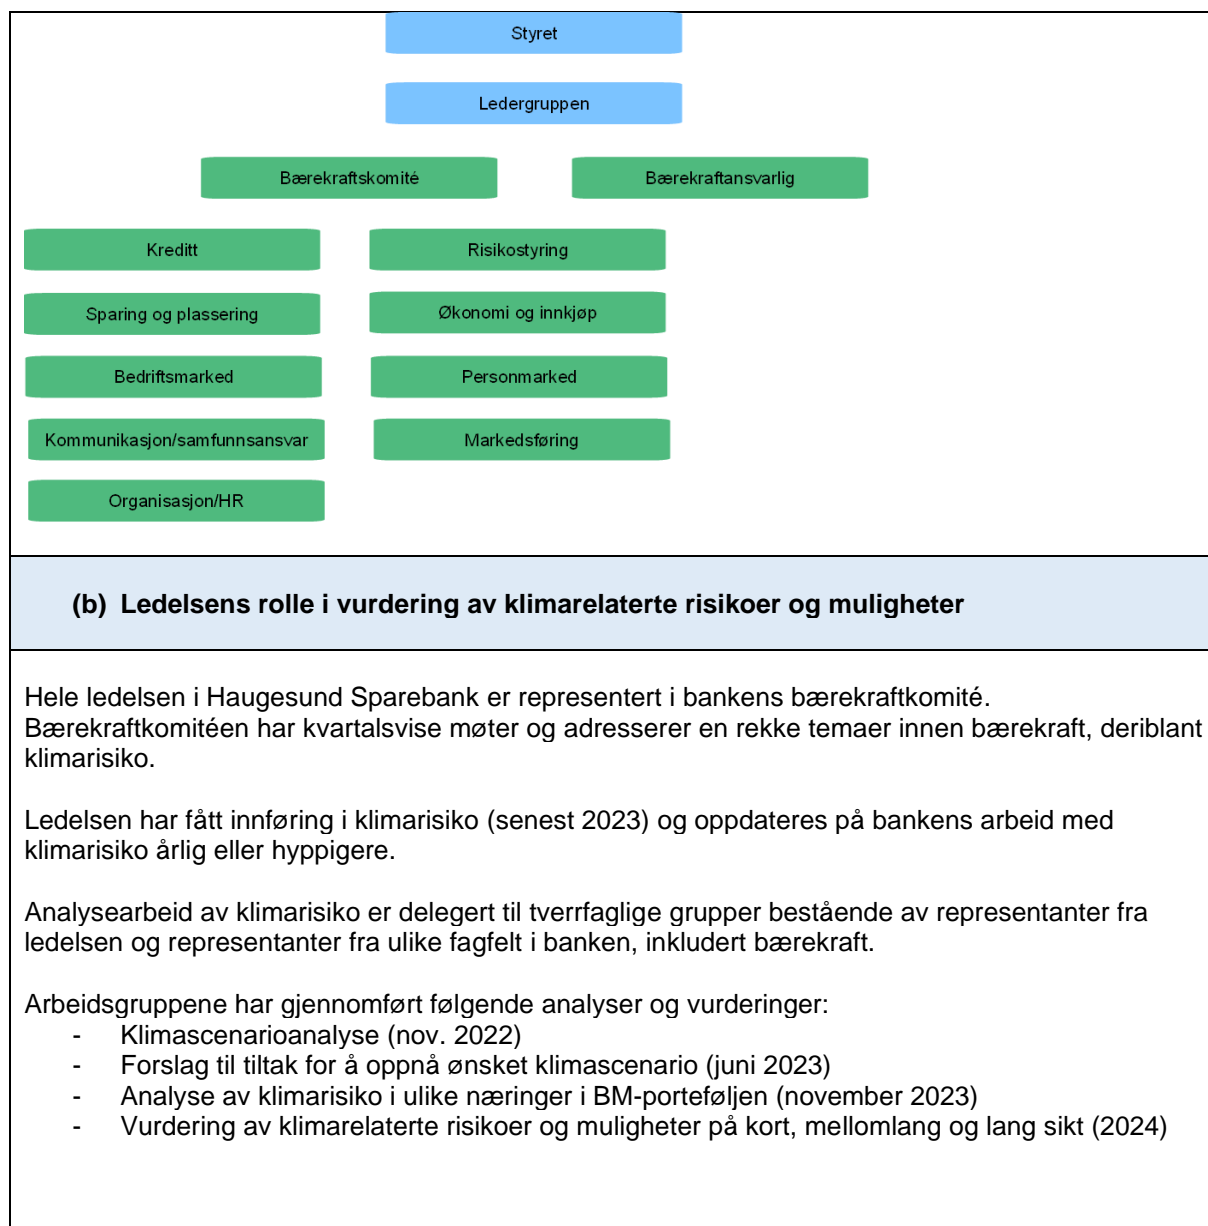 Styret
Ledergruppen
Bærekraftskomité
Bærekraftansvarlig
Kreditt
Risikostyring
Sparing og plassering
Økonomi og innkjøp
Bedriftsmarked
Personmarked
Kommunikasjon/samfunnsansvar
Markedsføring
Organisasjon/HR
(b) Ledelsens rolle i vurdering av klimarelaterte risikoer og muligheter
Hele ledelsen i Haugesund Sparebank er representert i bankens bærekraftkomité.
Bærekraftkomitéen har kvartalsvise møter og adresserer en rekke temaer innen bærekraft, deriblant
klimarisiko.
Ledelsen har fått innføring i klimarisiko (senest 2023) og oppdateres på bankens arbeid med
klimarisiko årlig eller hyppigere.
Analysearbeid av klimarisiko er delegert til tverrfaglige grupper bestående av representanter fra
ledelsen og representanter fra ulike fagfelt i banken, inkludert bærekraft.
Arbeidsgruppene har gjennomført følgende analyser og vurderinger:
- Klimascenarioanalyse (nov. 2022)
- Forslag til tiltak for å oppnå ønsket klimascenario (juni 2023)
- Analyse av klimarisiko i ulike næringer i BM-porteføljen (november 2023)
- Vurdering av klimarelaterte risikoer og muligheter på kort, mellomlang og lang sikt (2024)